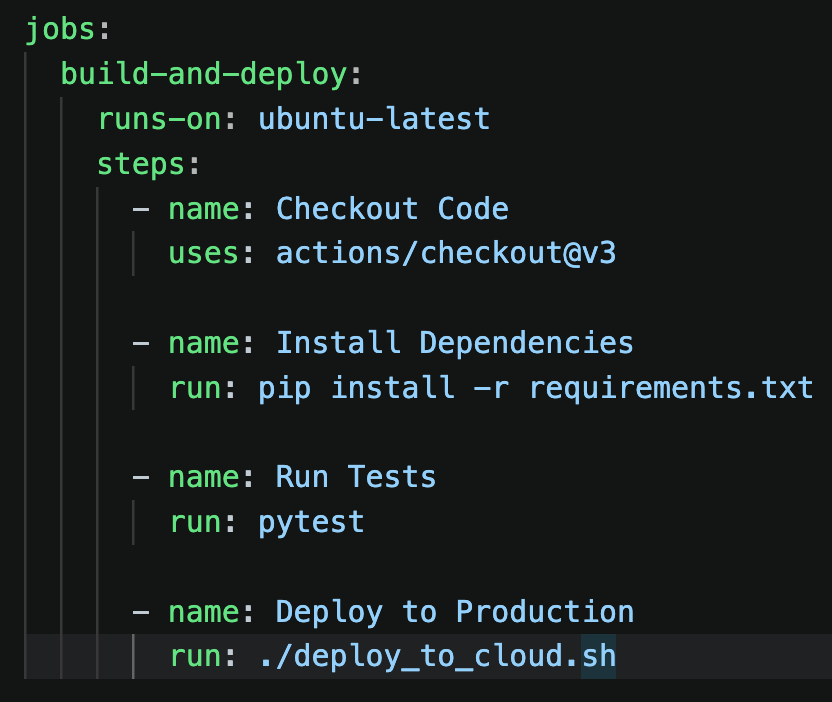 jobs:
  build-and-deploy:
    runs-on: ubuntu-latest
    steps:
      - name: Checkout Code
        uses: actions/checkout@v3

      - name: Install Dependencies
        run: pip install -r requirements.txt

      - name: Run Tests
        run: pytest

      - name: Deploy to Production
        run: ./deploy_to_cloud.sh